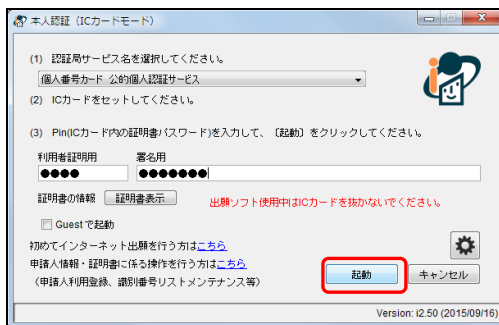 本人認証（ICカードモード）
(1) 認証局サービス名を選択してください。
個人番号カード 公的個人認証サービス
(2) ICカードをセットしてください。
(3) Pin(ICカード内の証明書パスワード)を入力して、〔起動〕をクリックしてください。
利用者証明用 署名用
●●●● ●●●●●●●
証明書の情報 証明書表示 出願ソフト使用中はICカードを抜かないでください。
Guestで起動
初めてインターネット出願を行う方はこちら
申請人情報・証明書に係る操作を行う方はこちら
（申請人利用登録、識別番号リストメンテナンス等）
起動 キャンセル
Version: i2.50 (2015/09/16)